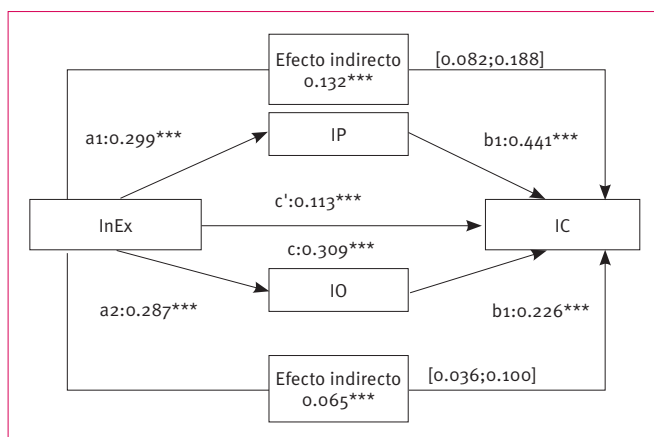 Efecto indirecto
0.132***
[0.082;0.188]
a1:0.299***
IP
b1:0.441***
InEx
c':0.113***
IC
c:0.309***
a2:0.287***
IO
b1:0.226***
Efecto indirecto
0.065***
[0.036;0.100]